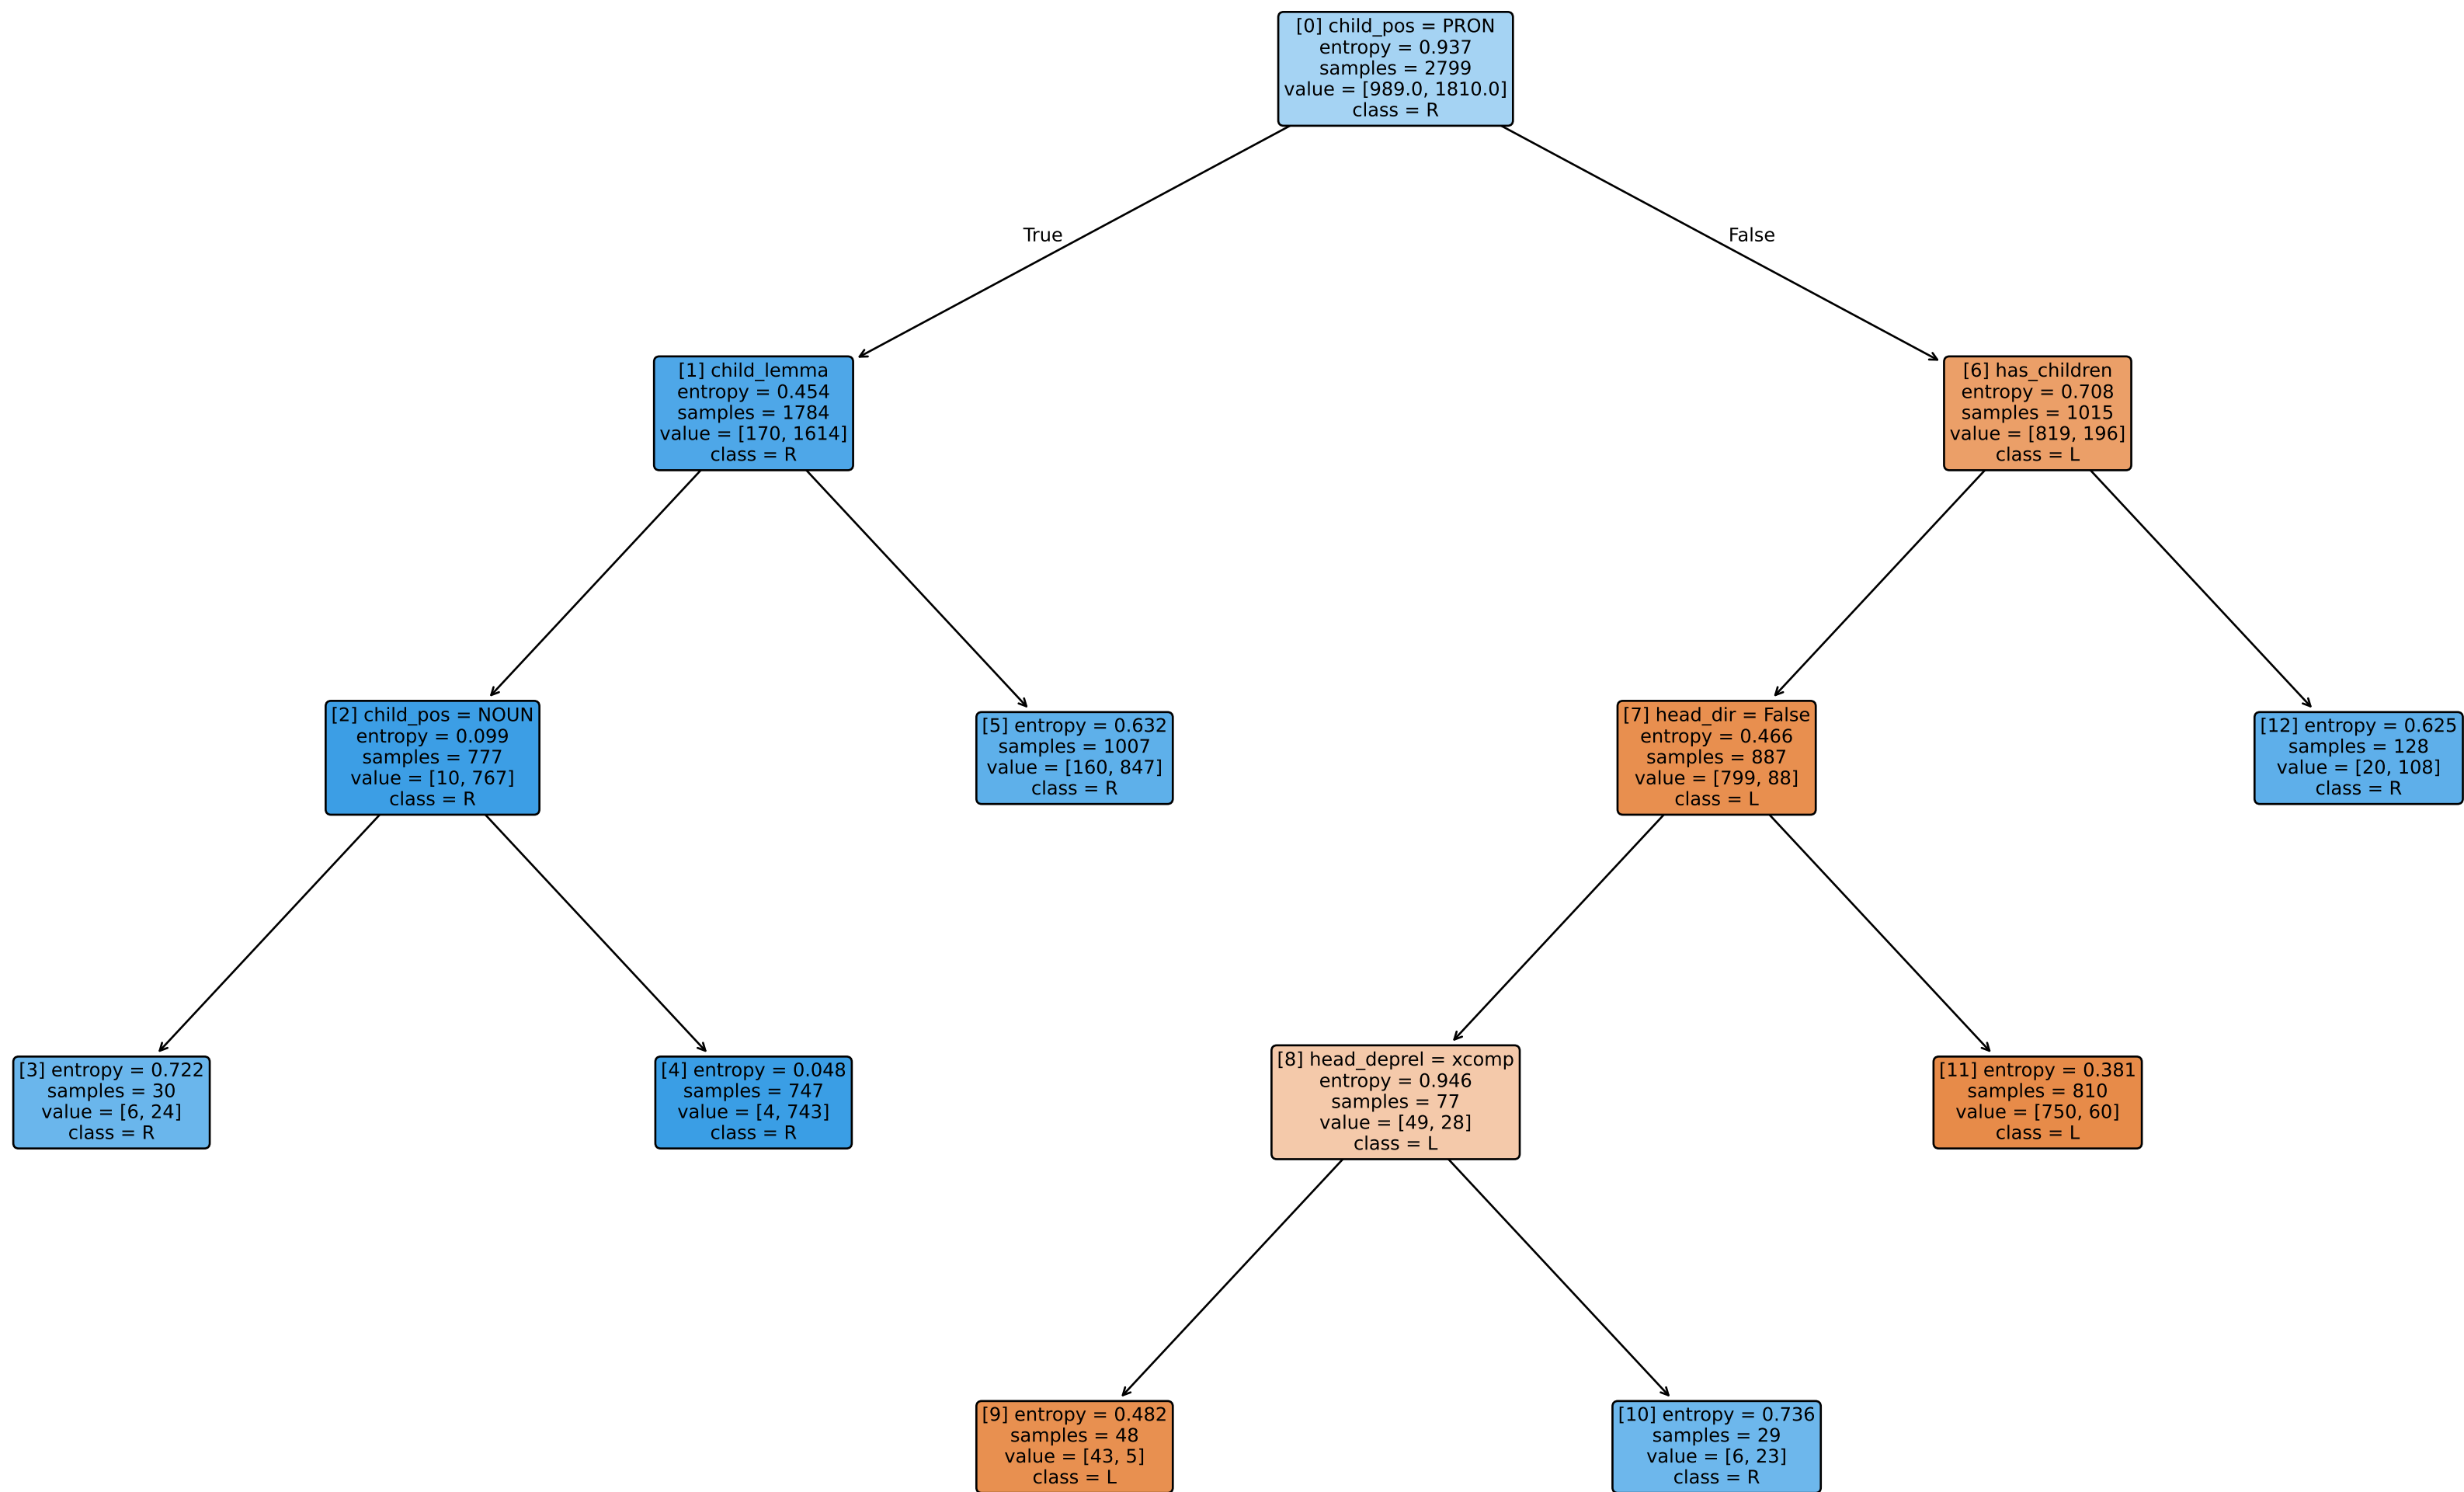 [0] child_pos = PRON
entropy = 0.937
samples = 2799
value = [989.0, 1810.0]
class = R
True
False
[1] child_lemma
entropy = 0.454
samples = 1784
value = [170, 1614]
class = R
[6] has_children
entropy = 0.708
samples = 1015
value = [819, 196]
class = L
[2] child_pos = NOUN
entropy = 0.099
samples = 777
value = [10, 767]
class = R
[5] entropy = 0.632
samples = 1007
value = [160, 847]
class = R
[7] head_dir = False
entropy = 0.466
samples = 887
value = [799, 88]
class = L
[12] entropy = 0.625
samples = 128
value = [20, 108]
class = R
[3] entropy = 0.722
samples = 30
value = [6, 24]
class = R
[4] entropy = 0.048
samples = 747
value = [4, 743]
class = R
[8] head_deprel = xcomp
entropy = 0.946
samples = 77
value = [49, 28]
class = L
[11] entropy = 0.381
samples = 810
value = [750, 60]
class = L
[9] entropy = 0.482
samples = 48
value = [43, 5]
class = L
[10] entropy = 0.736
samples = 29
value = [6, 23]
class = R